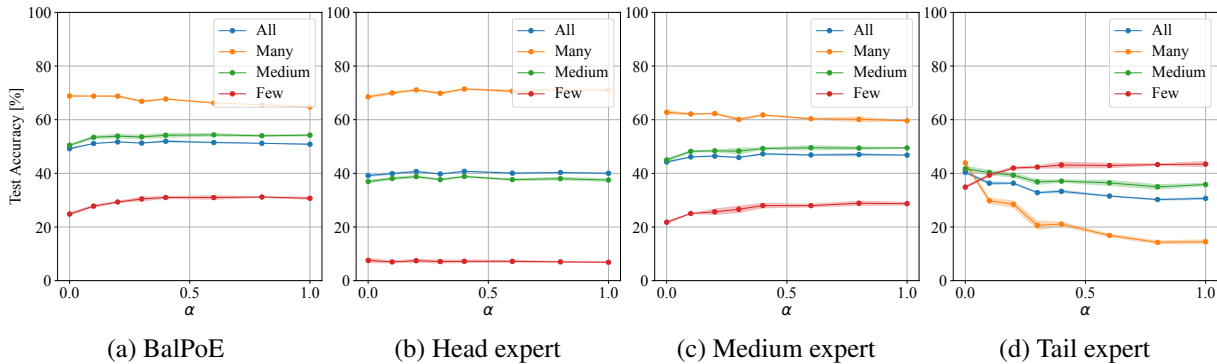 Test Accuracy [%]
100
80
60
40
20
0
0.0
0.5
1.0
α
All
Many
Medium
Few
(a) BalPoE
100
80
60
40
20
0
0.0
0.5
1.0
α
All
Many
Medium
Few
(b) Head expert
100
80
60
40
20
0
0.0
0.5
1.0
α
All
Many
Medium
Few
(c) Medium expert
100
80
60
40
20
0
0.0
0.5
1.0
α
All
Many
Medium
Few
(d) Tail expert